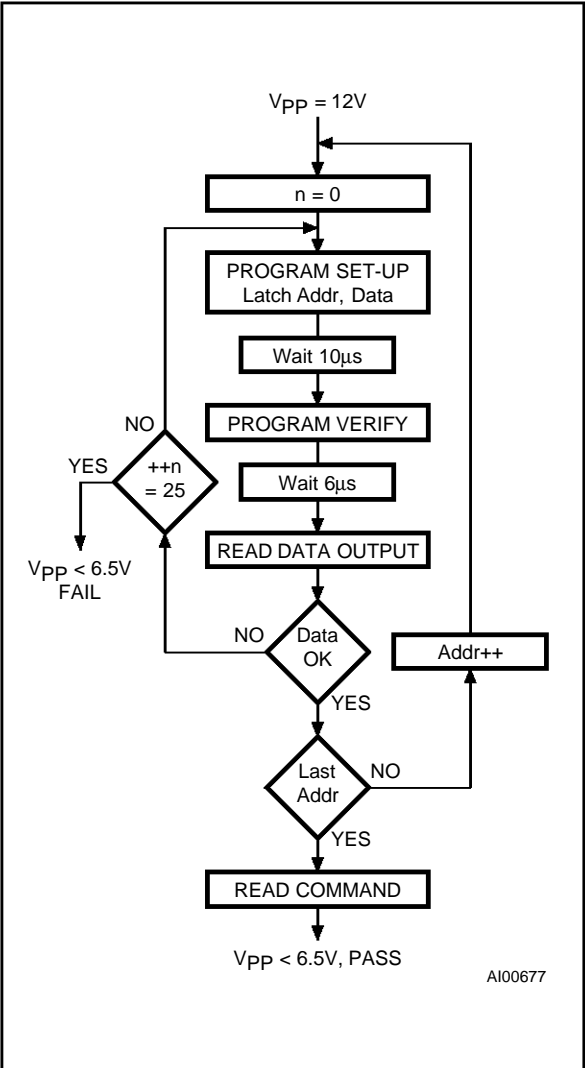 VPP = 12V
n = 0
PROGRAM SET-UP
Latch Addr, Data
Wait 10µs
NO
PROGRAM VERIFY
YES
++n
= 25
Wait 6µs
VPP < 6.5V
FAIL
READ DATA OUTPUT
NO
Data
OK
Addr++
YES
Last
Addr
NO
YES
READ COMMAND
VPP < 6.5V, PASS
AI00677